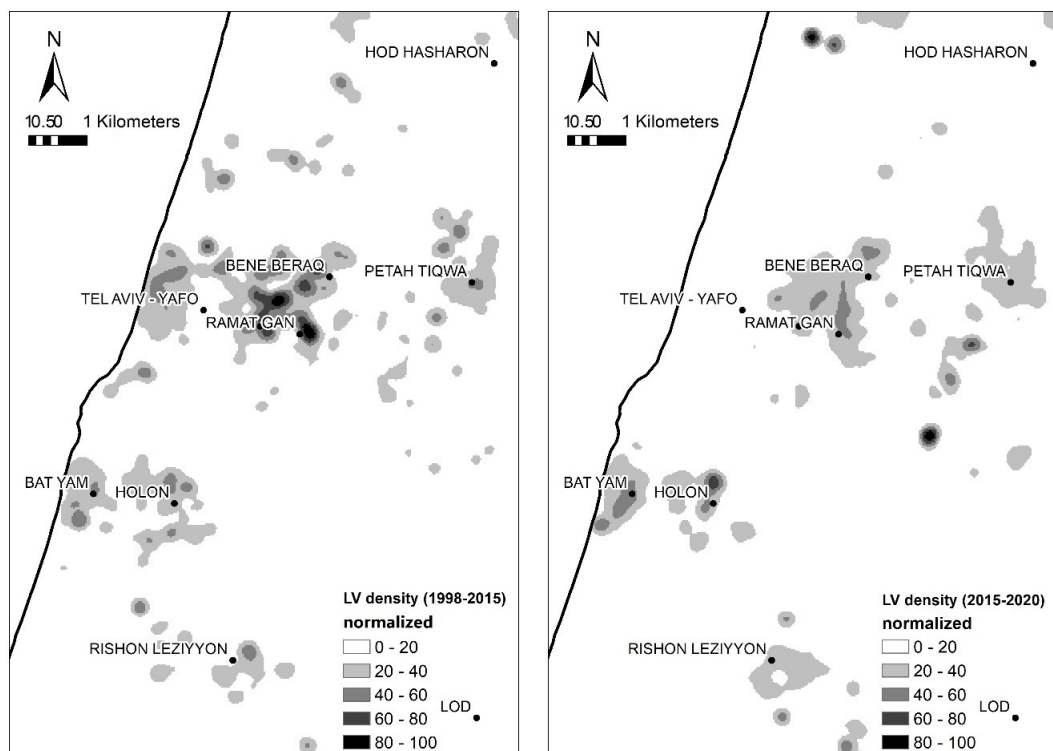 N
HOD HASHARON
10.50 1 Kilometers
BENE BERAQ
PETAH TIQWA
TEL AVIV - YAFO
RAMAT GAN
BAT YAM
HOLON
RISHON LEZIYYON
LOD
LV density (1998-2015)
normalized
0 - 20
20 - 40
40 - 60
60 - 80
80 - 100
N
HOD HASHARON
10.50 1 Kilometers
BENE BERAQ
PETAH TIQWA
TEL AVIV - YAFO
RAMAT GAN
BAT YAM
HOLON
RISHON LEZIYYON
LOD
LV density (2015-2020)
normalized
0 - 20
20 - 40
40 - 60
60 - 80
80 - 100